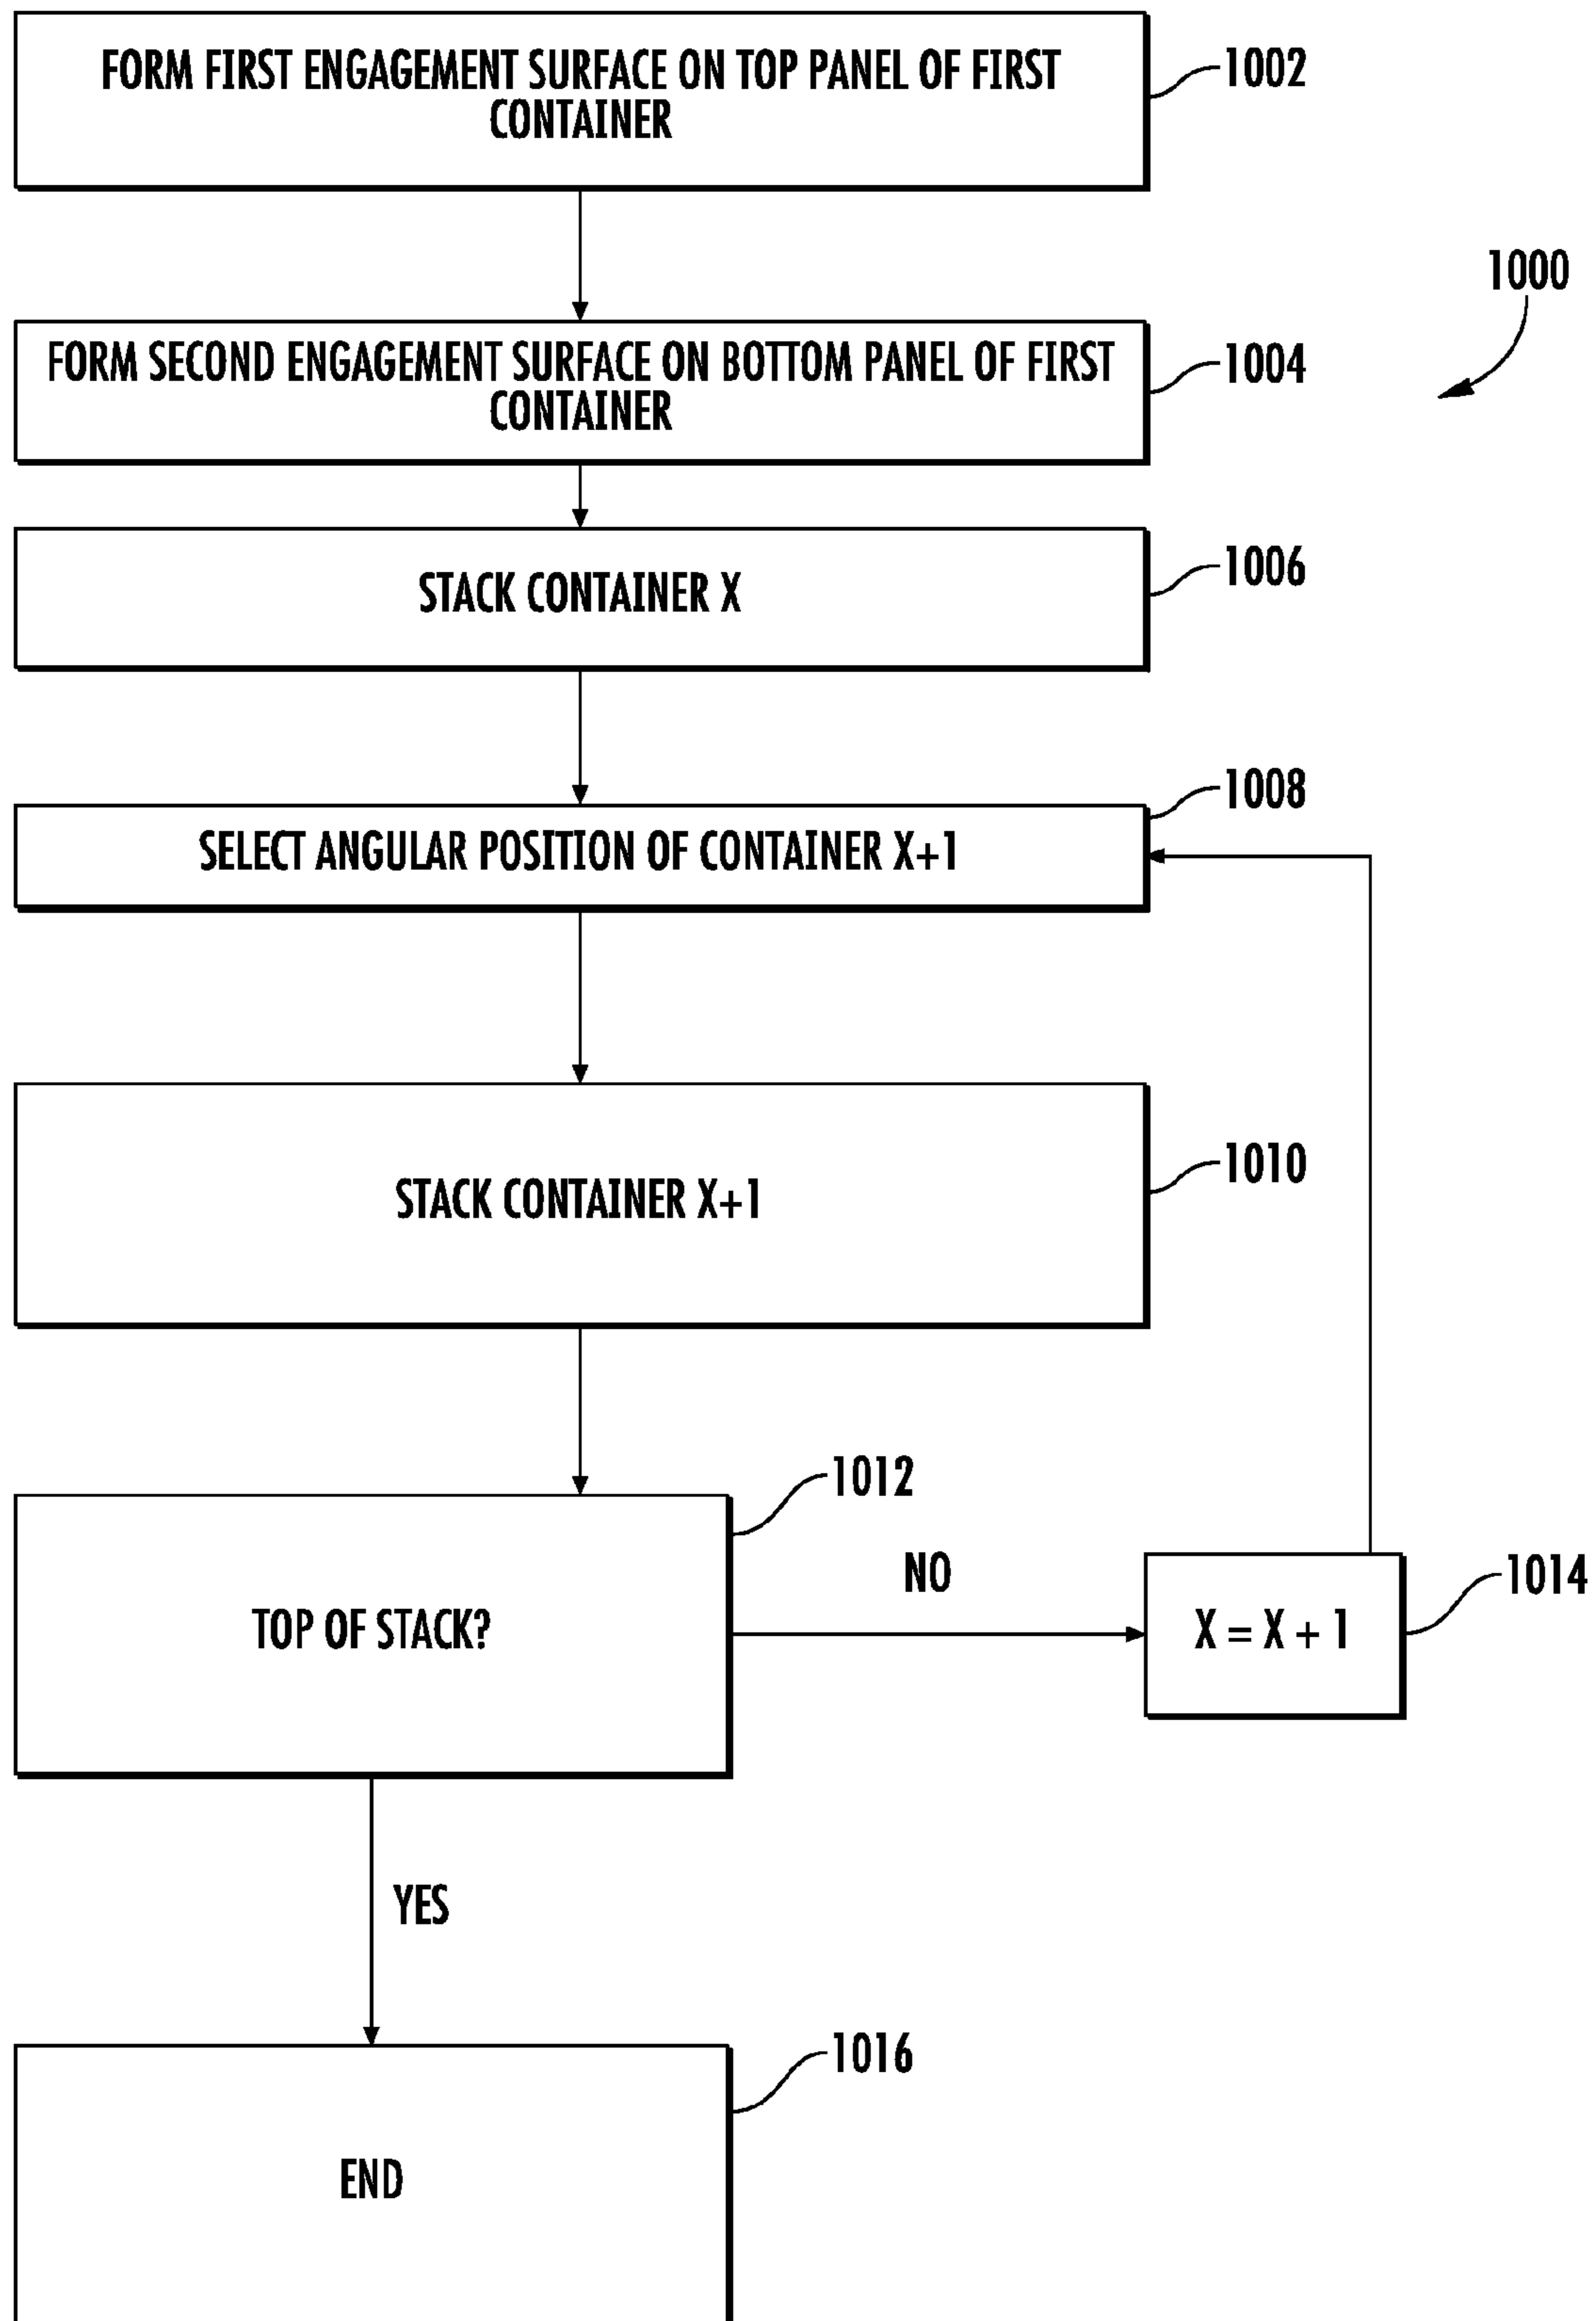 FORM FIRST ENGAGEMENT SURFACE ON TOP PANEL OF FIRST
CONTAINER
1002
1000
FORM SECOND ENGAGEMENT SURFACE ON BOTTOM PANEL OF FIRST
CONTAINER
1004
STACK CONTAINER X
1006
SELECT ANGULAR POSITION OF CONTAINER X+1
1008
STACK CONTAINER X+1
1010
TOP OF STACK?
1012
NO
X = X + 1
1014
YES
END
1016